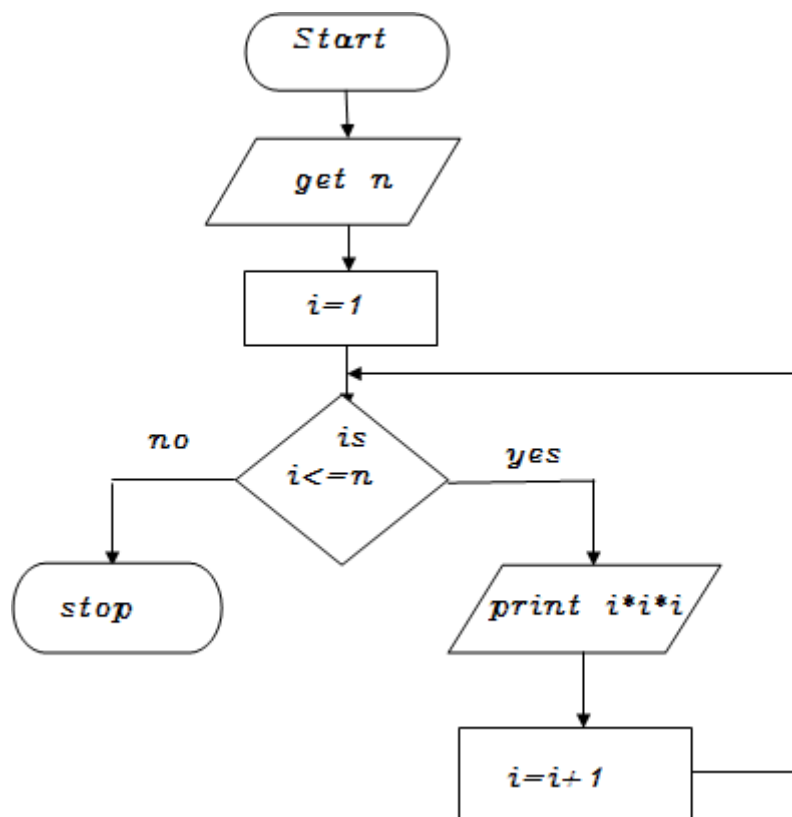 Start
get n
i=1
is
i<=n
no
yes
stop
print i*i*i
i=i+1